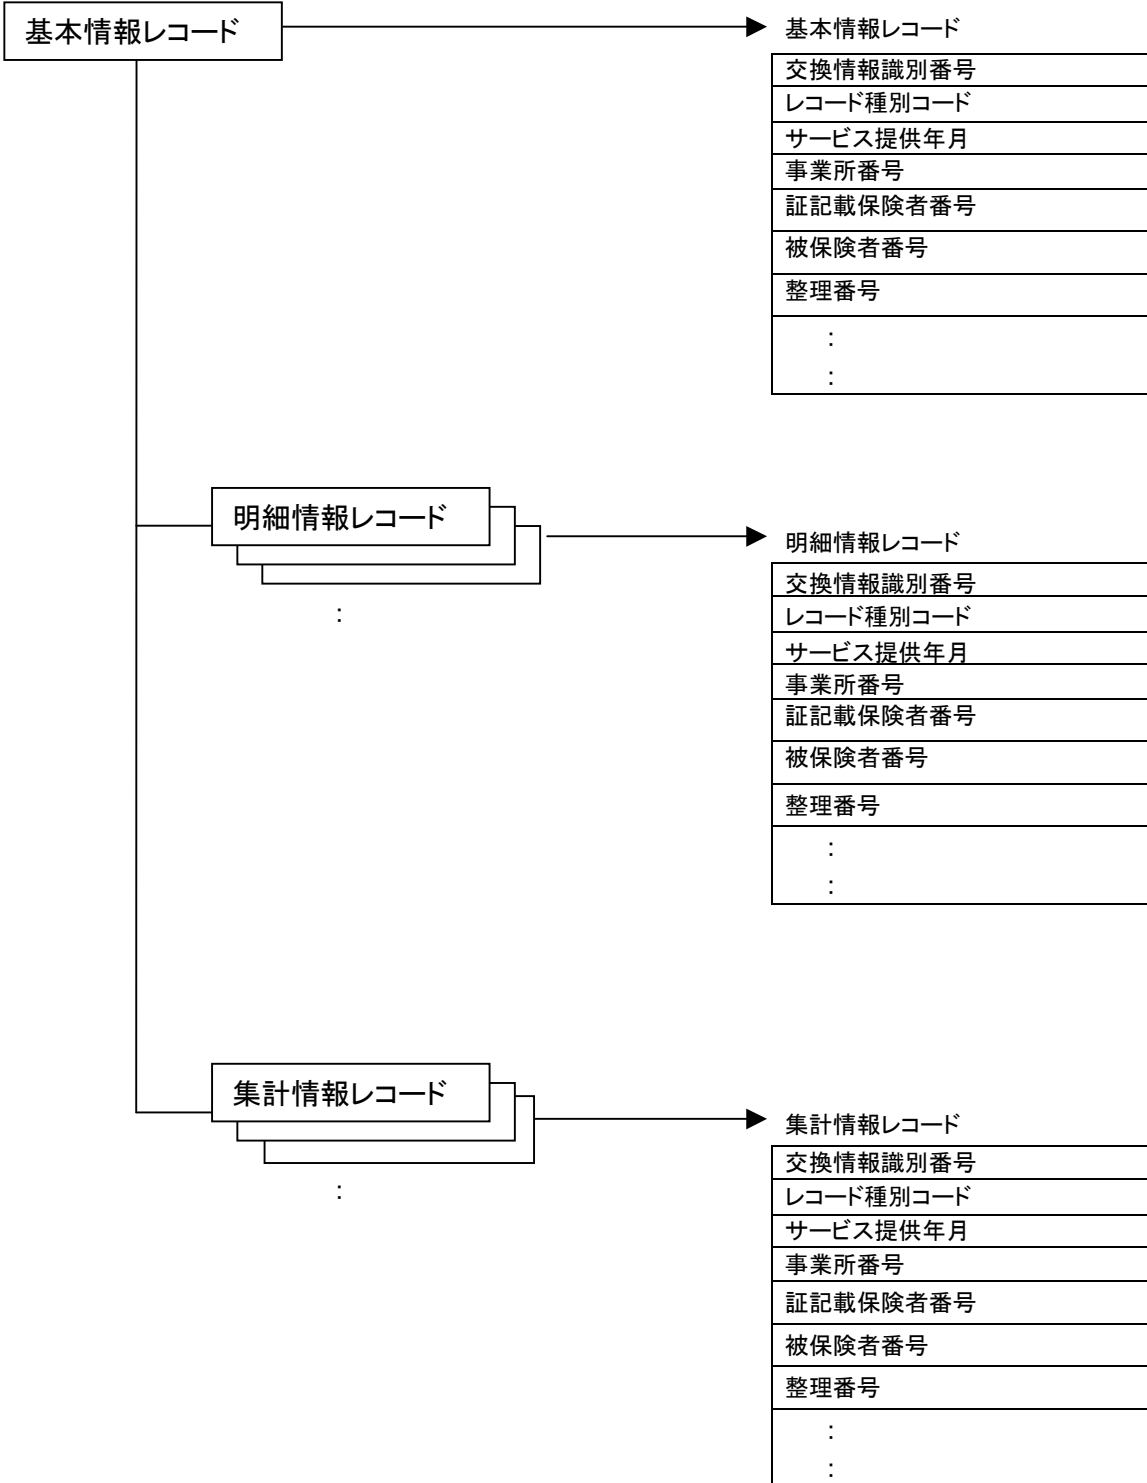 基本情報レコード
基本情報レコード
交換情報識別番号
レコード種別コード
サービス提供年月
事業所番号
証記載保険者番号
被保険者番号
整理番号
:
:
明細情報レコード
:
明細情報レコード
交換情報識別番号
レコード種別コード
サービス提供年月
事業所番号
証記載保険者番号
被保険者番号
整理番号
:
:
集計情報レコード
:
集計情報レコード
交換情報識別番号
レコード種別コード
サービス提供年月
事業所番号
証記載保険者番号
被保険者番号
整理番号
:
: